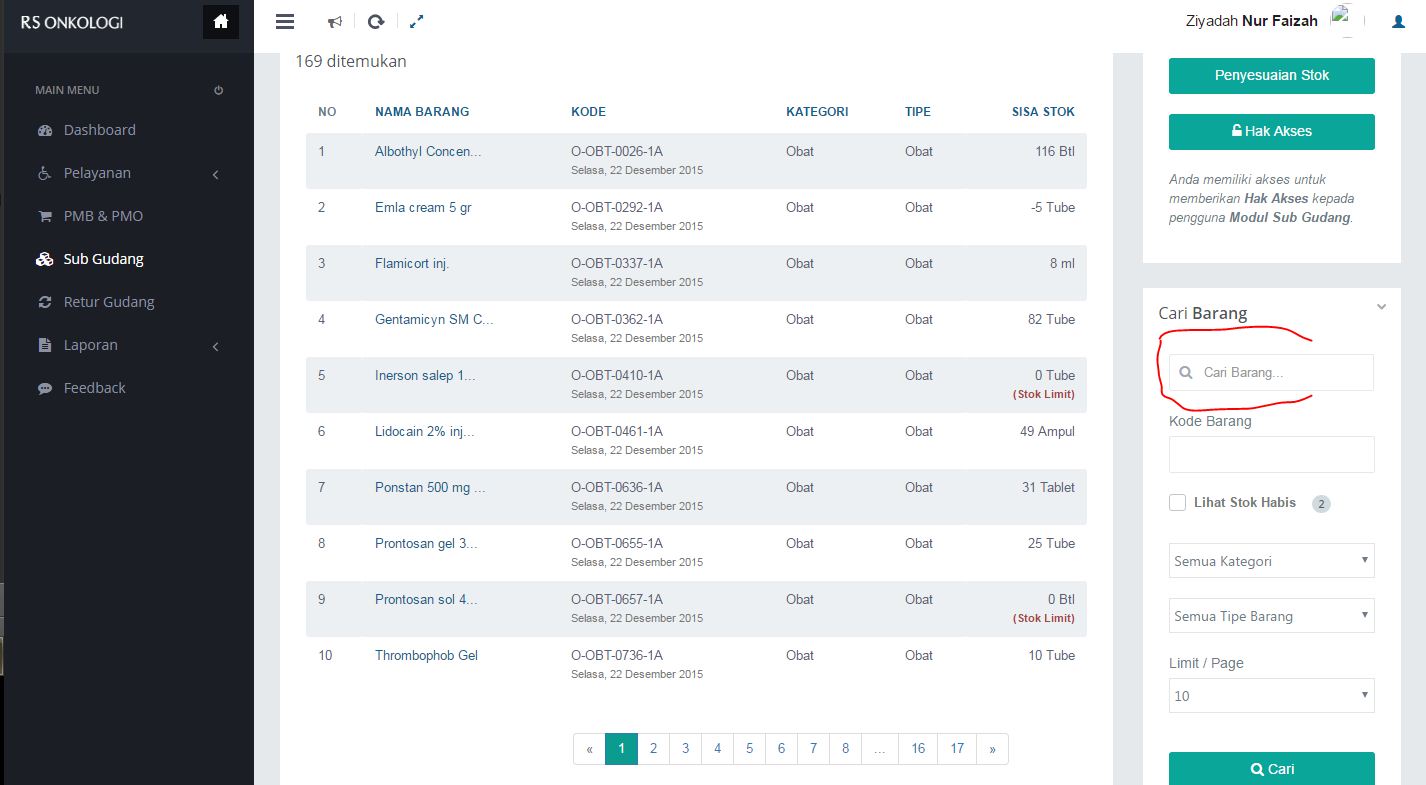 RS ONKOLOGI
Ziyadah Nur Faizah
MAIN MENU
Dashboard
Pelayanan
PMB & PMO
Sub Gudang
Retur Gudang
Laporan
Feedback
169 ditemukan
NO NAMA BARANG KODE KATEGORI TIPE SISA STOK
1 Albothyl Concen... O-OBT-0026-1A Obat Obat 116 Btl
Selasa, 22 Desember 2015
2 Emla cream 5 gr O-OBT-0292-1A Obat Obat -5 Tube
Selasa, 22 Desember 2015
3 Flamicort inj. O-OBT-0337-1A Obat Obat 8 ml
Selasa, 22 Desember 2015
4 Gentamicyn SM C... O-OBT-0362-1A Obat Obat 82 Tube
Selasa, 22 Desember 2015
5 Inerson salep 1... O-OBT-0410-1A Obat Obat 0 Tube
Selasa, 22 Desember 2015 (Stok Limit)
6 Lidocain 2% inj... O-OBT-0461-1A Obat Obat 49 Ampul
Selasa, 22 Desember 2015
7 Ponstan 500 mg ... O-OBT-0636-1A Obat Obat 31 Tablet
Selasa, 22 Desember 2015
8 Prontosan gel 3... O-OBT-0655-1A Obat Obat 25 Tube
Selasa, 22 Desember 2015
9 Prontosan sol 4... O-OBT-0657-1A Obat Obat 0 Btl
Selasa, 22 Desember 2015 (Stok Limit)
10 Thrombophob Gel O-OBT-0736-1A Obat Obat 10 Tube
Selasa, 22 Desember 2015
« 1 2 3 4 5 6 7 8 ... 16 17 »
Penyesuaian Stok
Hak Akses
Anda memiliki akses untuk
memberikan Hak Akses kepada
pengguna Modul Sub Gudang.
Cari Barang
Cari Barang...
Kode Barang
Lihat Stok Habis 2
Semua Kategori
Semua Tipe Barang
Limit / Page
10
Cari